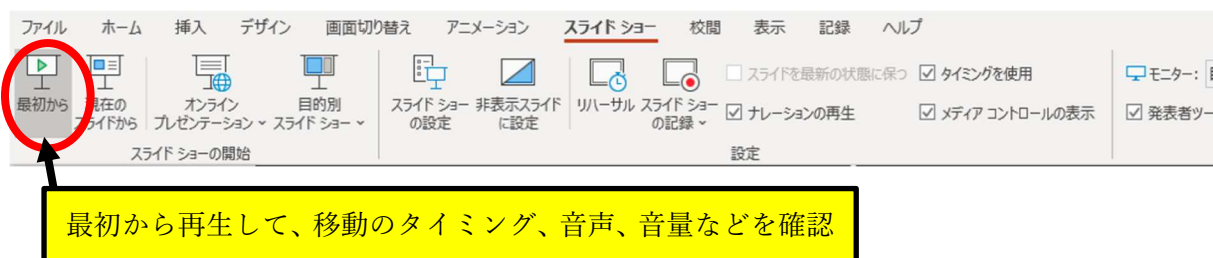 ファイル ホーム 挿入 デザイン 画面切り替え アニメーション スライド ショー 校閲 表示 記録 ヘルプ
最初から
現在の
スライドから
オンライン
プレゼンテーション
目的別
スライド ショー
スライド ショー
の設定
非表示スライド
に設定
リハーサル
スライド ショー
の記録
スライドを最新の状態に保つ
ナレーションの再生
タイミングを使用
メディア コントロールの表示
モニター:
発表者ツー
スライド ショーの開始
設定
最初から再生して、移動のタイミング、音声、音量などを確認